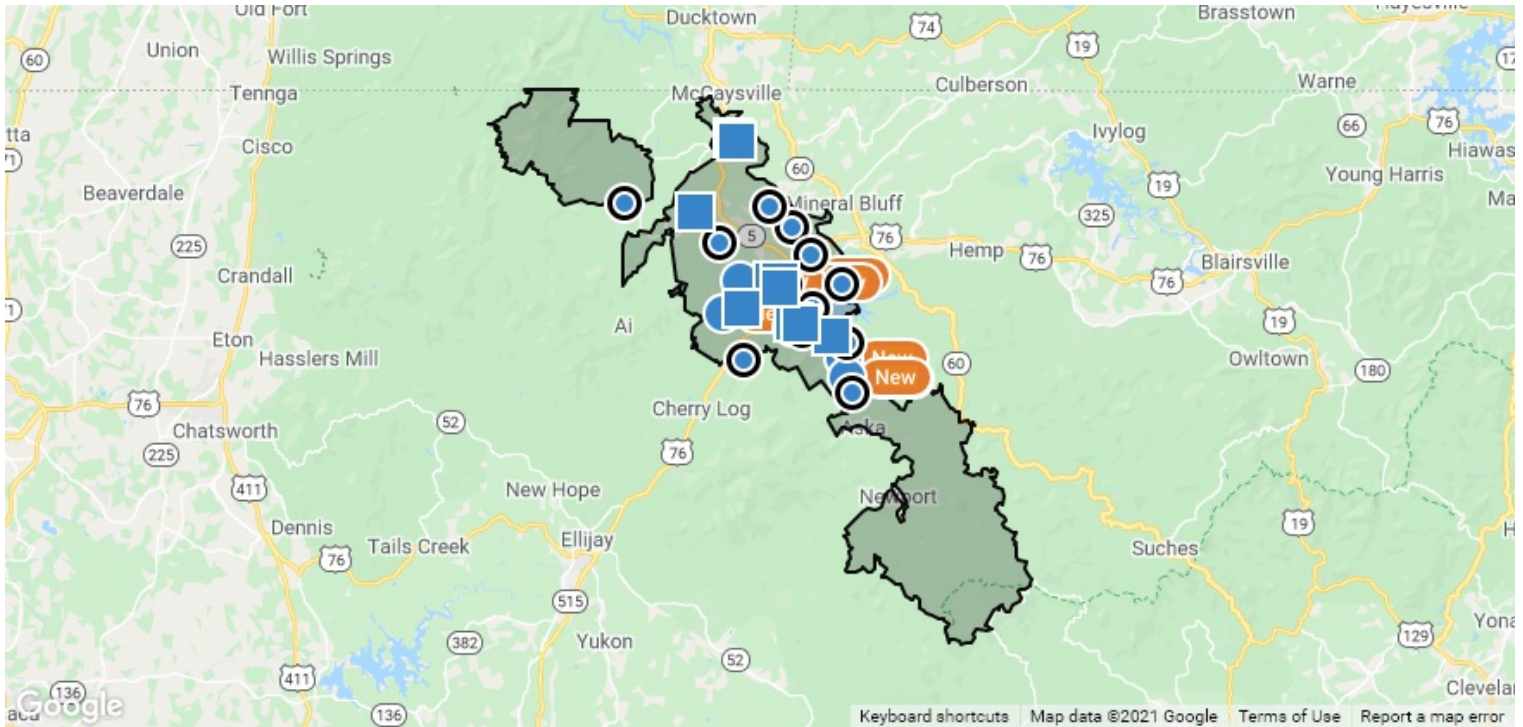 Old Fort
Ducktown
Brasstown
Hayesville
74
60
Union
19
Willis Springs
Culberson
Warne
Tennga
McCaysville
76
Cisco
Ivylog
66
Hiawas
60
Beaverdale
Young Harris
19
Mineral Bluff
325
225
5
76
Hemp
76
Blairsville
Crandall
76
19
Ai
Eton
Hasslers Mill
New
Owltown
60
180
New
76
Cherry Log
52
Aska
Chatsworth
225
76
411
New Hope
Newport
Dennis
19
Tails Creek
Ellijay
76
Suches
515
Yona
382
Yukon
129
52
411
Clevelan
136
136
Google
Keyboard shortcuts
Map data ©2021 Google
Terms of Use
Report a map error